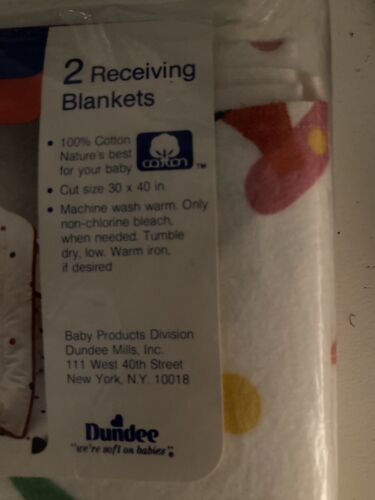 2 Receiving
Blankets
• 100% Cotton
Nature's best
for your baby
cotton
™
• Cut size 30 x 40 in.
• Machine wash warm. Only
non-chlorine bleach,
when needed. Tumble
dry, low. Warm iron,
if desired
Baby Products Division
Dundee Mills, Inc.
111 West 40th Street
New York, N.Y. 10018
Dundee
"we're soft on babies"